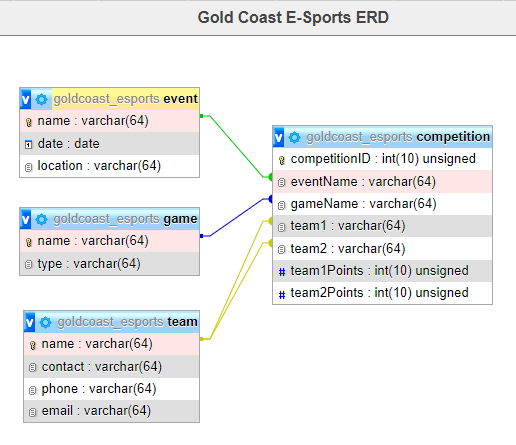 Gold Coast E-Sports ERD
v goldcoast_esports event
name : varchar(64)
date : date
location : varchar(64)
v goldcoast_esports game
name : varchar(64)
type : varchar(64)
v goldcoast_esports team
name : varchar(64)
contact : varchar(64)
phone : varchar(64)
email : varchar(64)
v goldcoast_esports competition
competitionID : int(10) unsigned
eventName : varchar(64)
gameName : varchar(64)
team1 : varchar(64)
team2 : varchar(64)
# team1Points : int(10) unsigned
# team2Points : int(10) unsigned